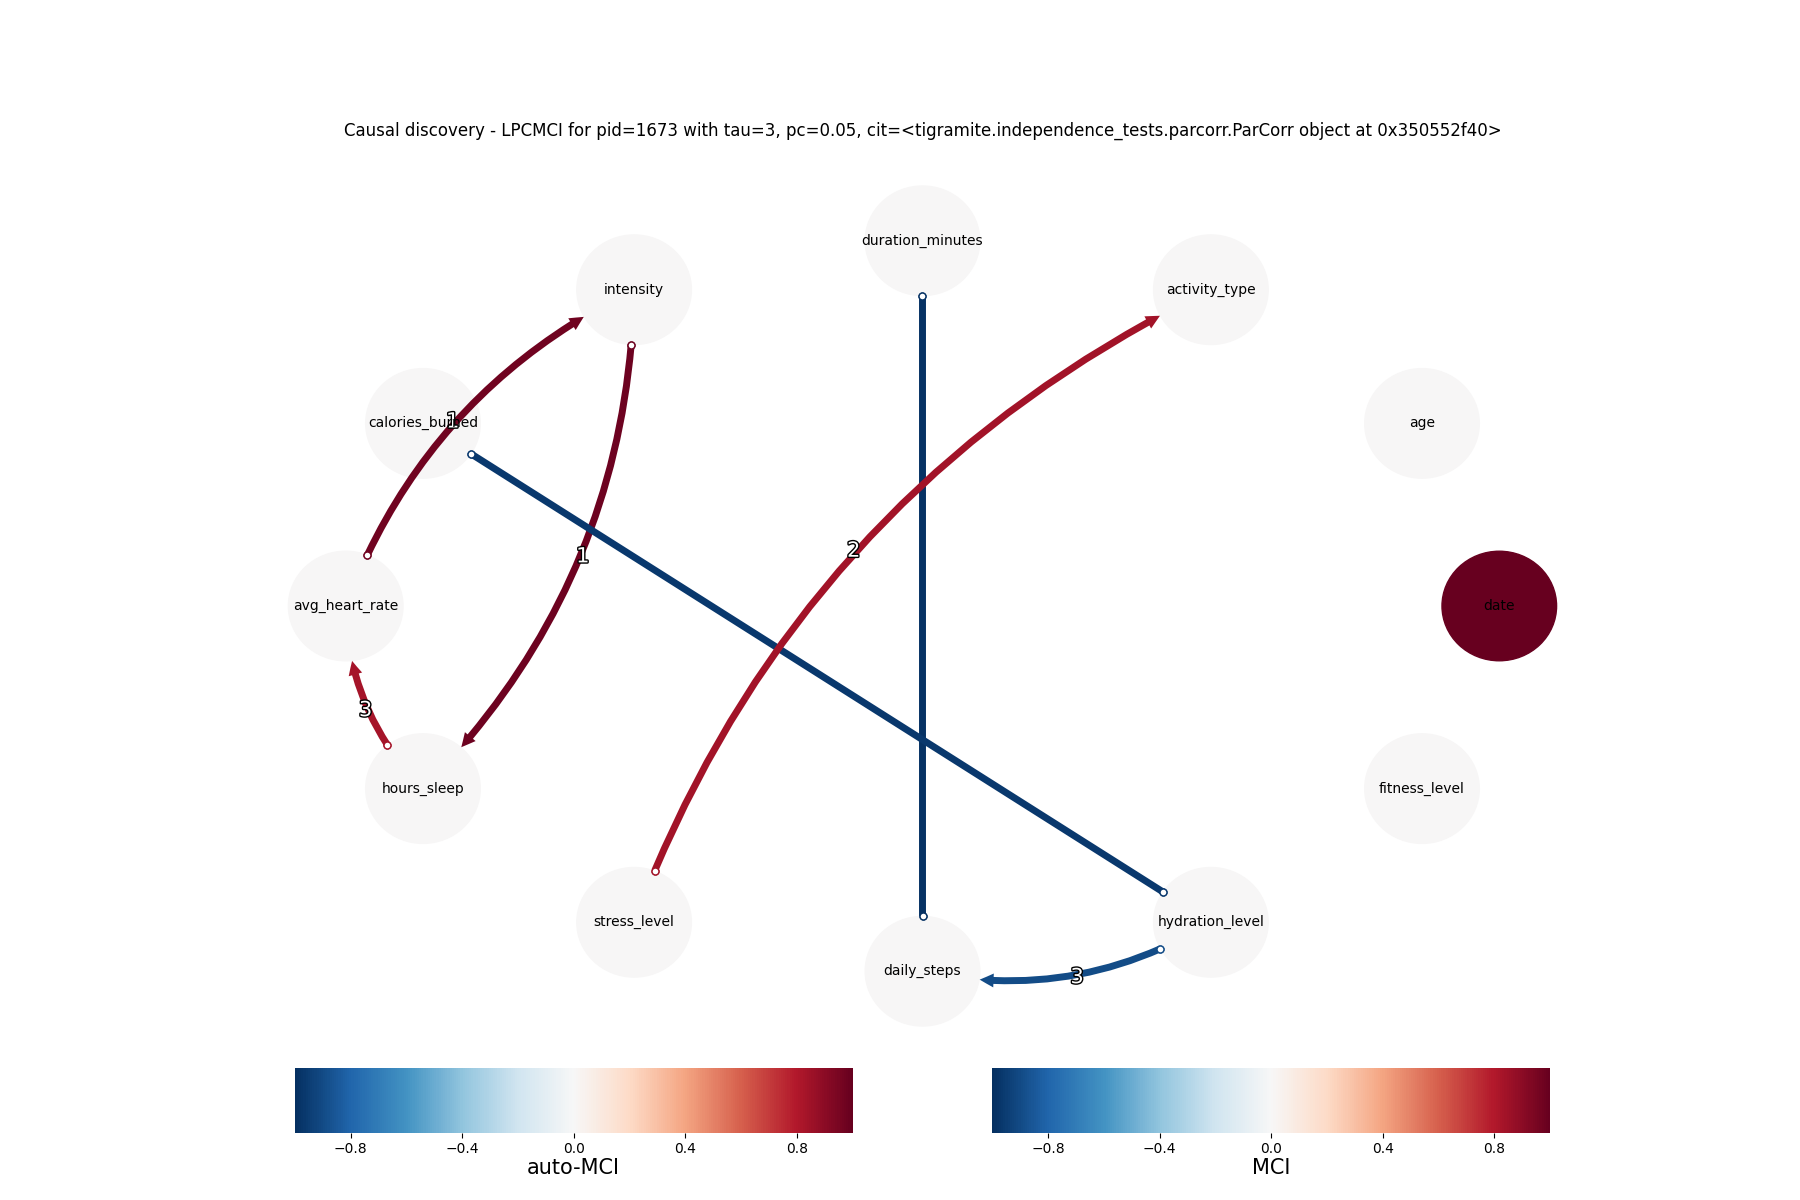 Causal discovery - LPCMCI for pid=1673 with tau=3, pc=0.05, cit=<tigramite.independence_tests.parcorr.ParCorr object at 0x350552f40>
duration_minutes
intensity
activity_type
calories_burned
1
age
2
1
avg_heart_rate
date
3
hours_sleep
fitness_level
stress_level
hydration_level
daily_steps
3
−0.8 −0.4 0.0 0.4 0.8
auto-MCI
−0.8 −0.4 0.0 0.4 0.8
MCI